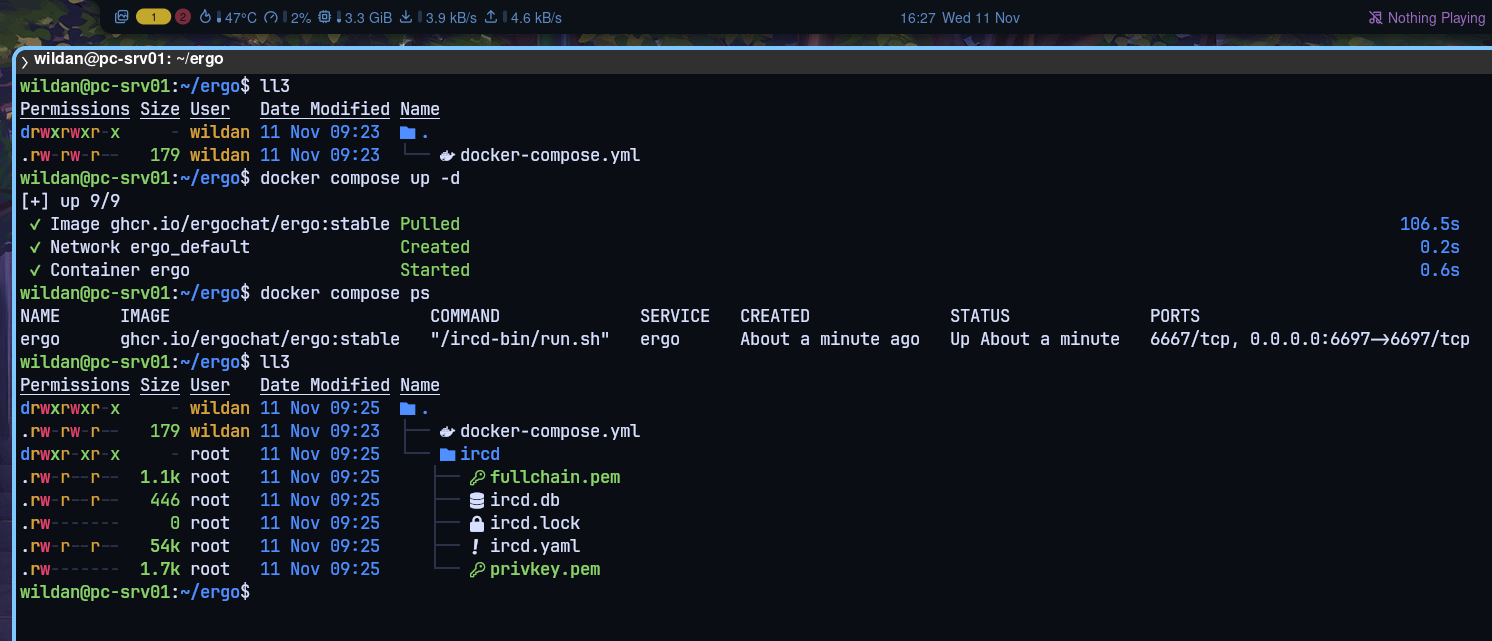 1 2 47°C 2% 3.3 GiB 3.9 kB/s 4.6 kB/s 16:27 Wed 11 Nov Nothing Playing
wildan@pc-srv01: ~/ergo
wildan@pc-srv01:~/ergo$ ll3
Permissions Size User Date Modified Name
drwxrwxr-x - wildan 11 Nov 09:23 .
.rw-rw-r-- 179 wildan 11 Nov 09:23 docker-compose.yml
wildan@pc-srv01:~/ergo$ docker compose up -d
[+] up 9/9
✓ Image ghcr.io/ergochat/ergo:stable Pulled 106.5s
✓ Network ergo_default Created 0.2s
✓ Container ergo Started 0.6s
wildan@pc-srv01:~/ergo$ docker compose ps
NAME IMAGE COMMAND SERVICE CREATED STATUS PORTS
ergo ghcr.io/ergochat/ergo:stable "/ircd-bin/run.sh" ergo About a minute ago Up About a minute 6667/tcp, 0.0.0.0:6697->6697/tcp
wildan@pc-srv01:~/ergo$ ll3
Permissions Size User Date Modified Name
drwxrwxr-x - wildan 11 Nov 09:25 .
.rw-rw-r-- 179 wildan 11 Nov 09:23 docker-compose.yml
drwxr-xr-x - root 11 Nov 09:25 ircd
.rw-r--r-- 1.1k root 11 Nov 09:25 fullchain.pem
.rw-r--r-- 446 root 11 Nov 09:25 ircd.db
.rw------- 0 root 11 Nov 09:25 ircd.lock
.rw-r--r-- 54k root 11 Nov 09:25 ircd.yaml
.rw------- 1.7k root 11 Nov 09:25 privkey.pem
wildan@pc-srv01:~/ergo$